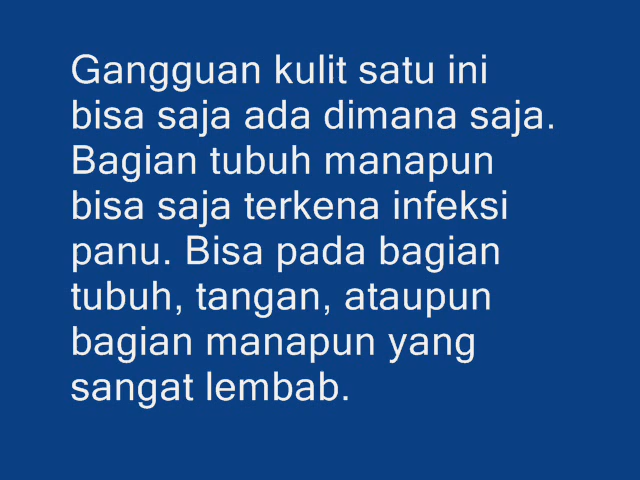 Gangguan kulit satu ini
bisa saja ada dimana saja.
Bagian tubuh manapun
bisa saja terkena infeksi
panu. Bisa pada bagian
tubuh, tangan, ataupun
bagian manapun yang
sangat lembab.